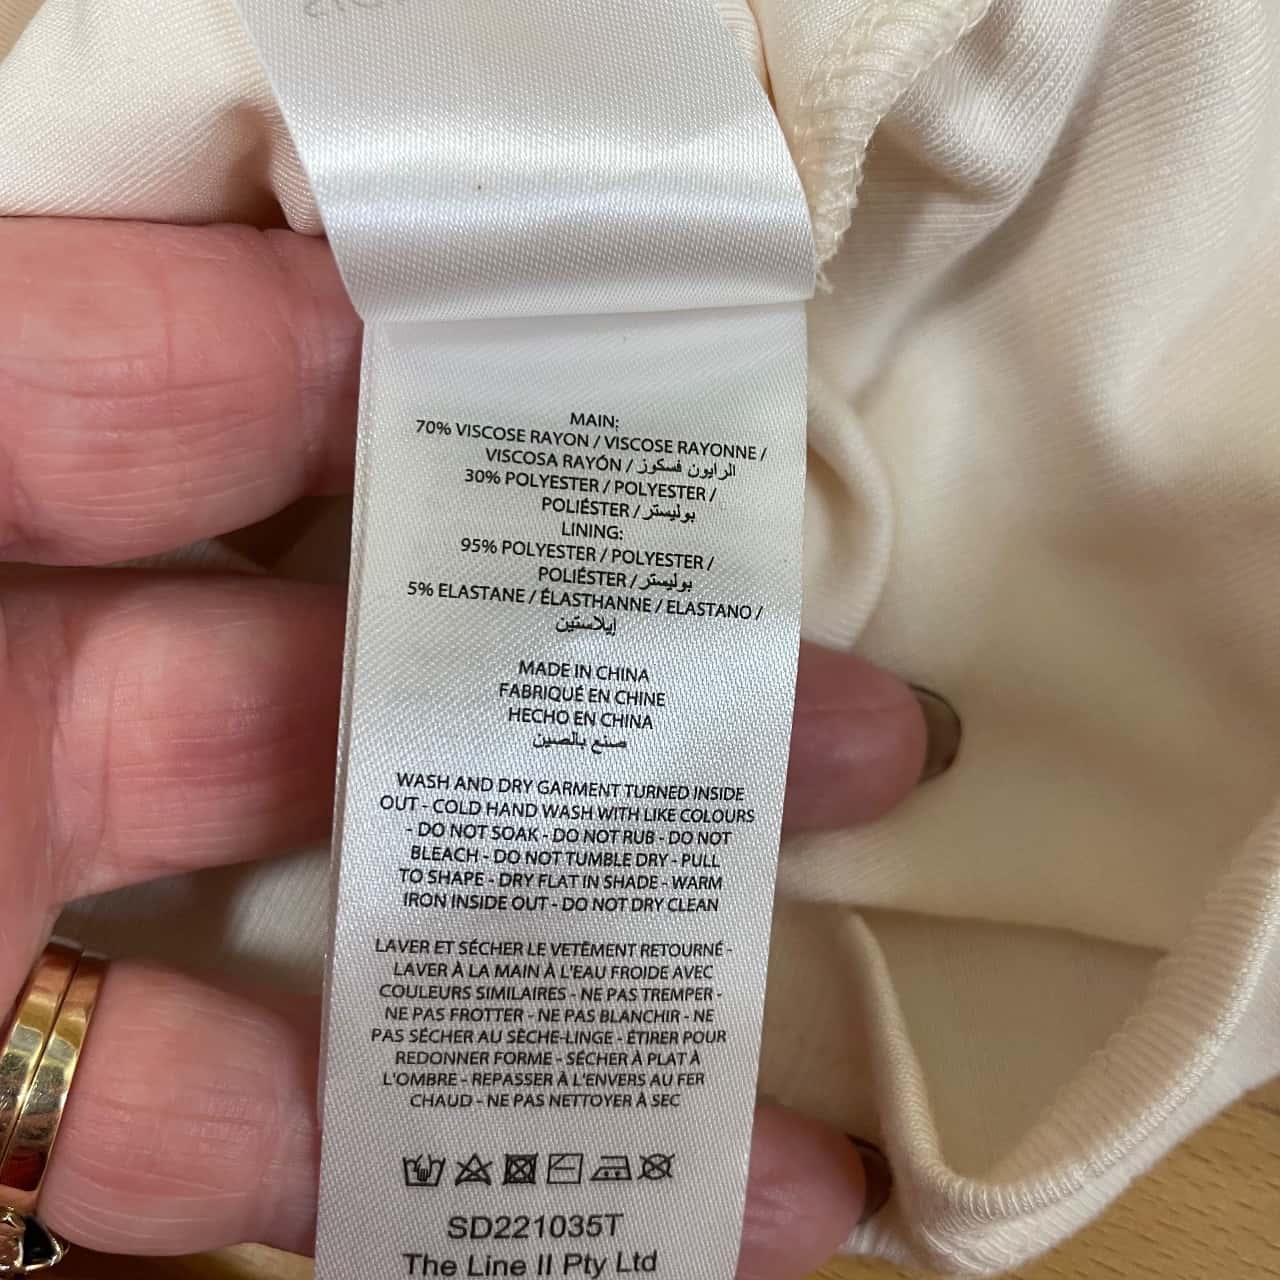 MAIN:
70% VISCOSE RAYON / VISCOSE RAYONNE /
VISCOSA RAYÓN / الرايون فسكوز
30% POLYESTER / POLYESTER /
POLIÉSTER / بوليستر
LINING:
95% POLYESTER / POLYESTER /
POLIÉSTER / بوليستر
5% ELASTANE / ÉLASTHANNE / ELASTANO /
إيلاستين
MADE IN CHINA
FABRIQUÉ EN CHINE
HECHO EN CHINA
صنع بالصين
WASH AND DRY GARMENT TURNED INSIDE
OUT - COLD HAND WASH WITH LIKE COLOURS
- DO NOT SOAK - DO NOT RUB - DO NOT
BLEACH - DO NOT TUMBLE DRY - PULL
TO SHAPE - DRY FLAT IN SHADE - WARM
IRON INSIDE OUT - DO NOT DRY CLEAN
LAVER ET SÉCHER LE VETÊMENT RETOURNÉ -
LAVER À LA MAIN À L'EAU FROIDE AVEC
COULEURS SIMILAIRES - NE PAS TREMPER -
NE PAS FROTTER - NE PAS BLANCHIR - NE
PAS SÉCHER AU SÈCHE-LINGE - ÉTIRER POUR
REDONNER FORME - SÉCHER À PLAT À
L'OMBRE - REPASSER À L'ENVERS AU FER
CHAUD - NE PAS NETTOYER À SEC
SD221035T
The Line II Pty Ltd